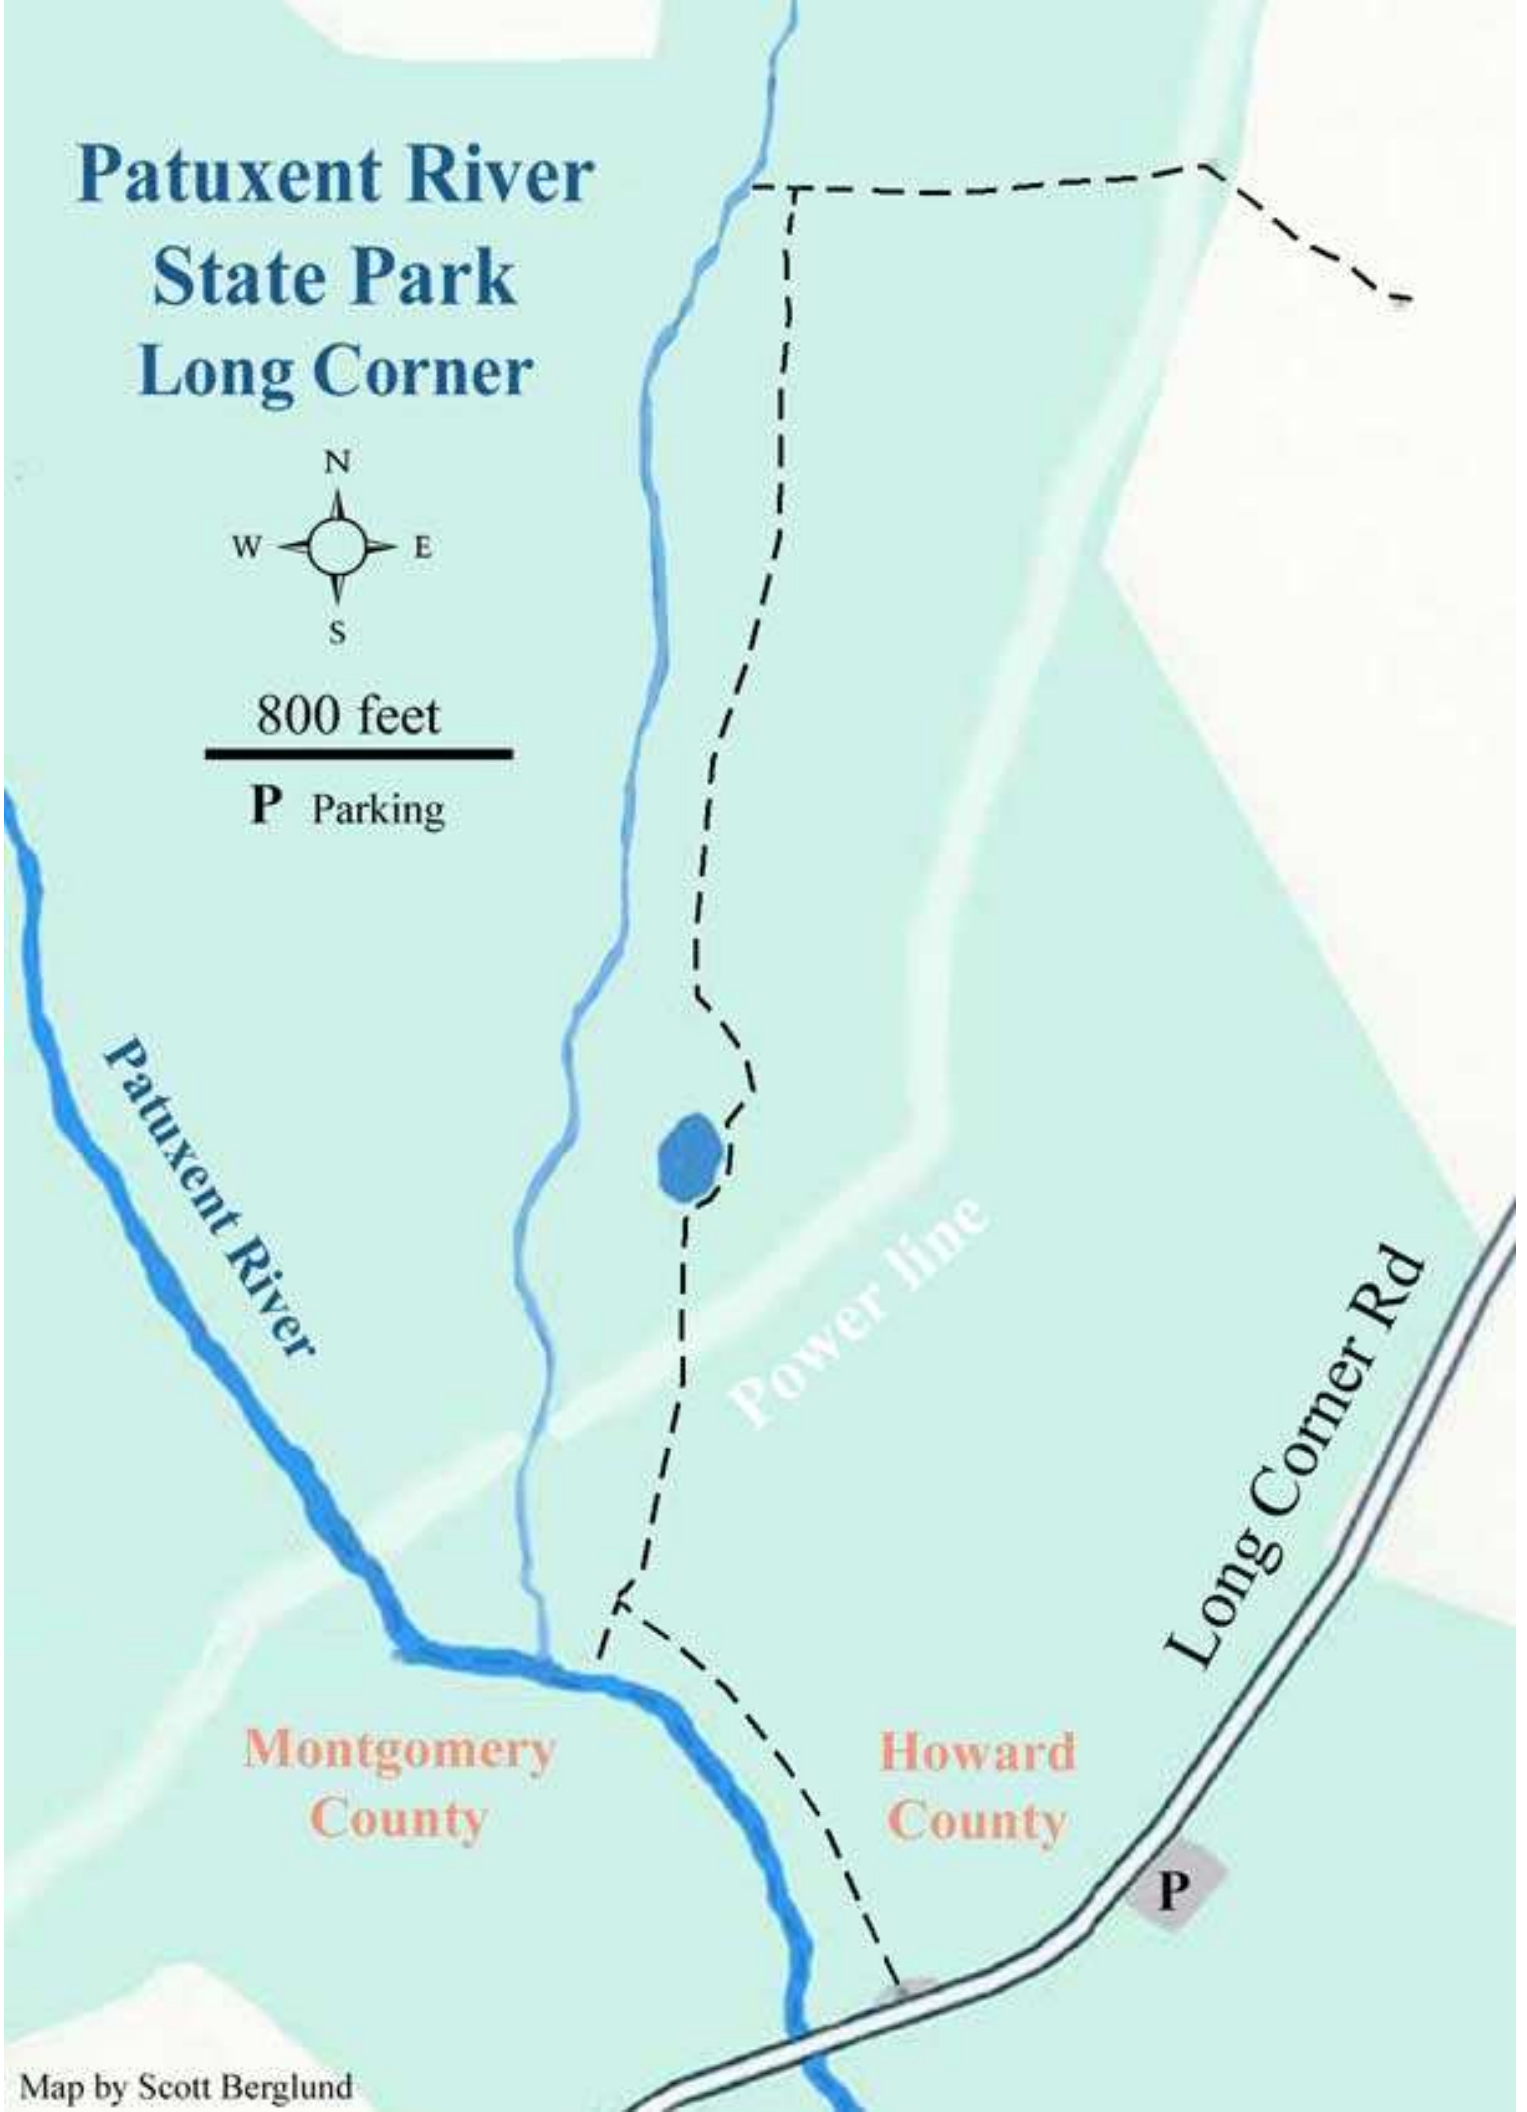 Patuxent River
State Park
Long Corner
N
W E
S
800 feet
P Parking
Patuxent River
Power line
Long Corner Rd
Montgomery
County
Howard
County
P
Map by Scott Berglund